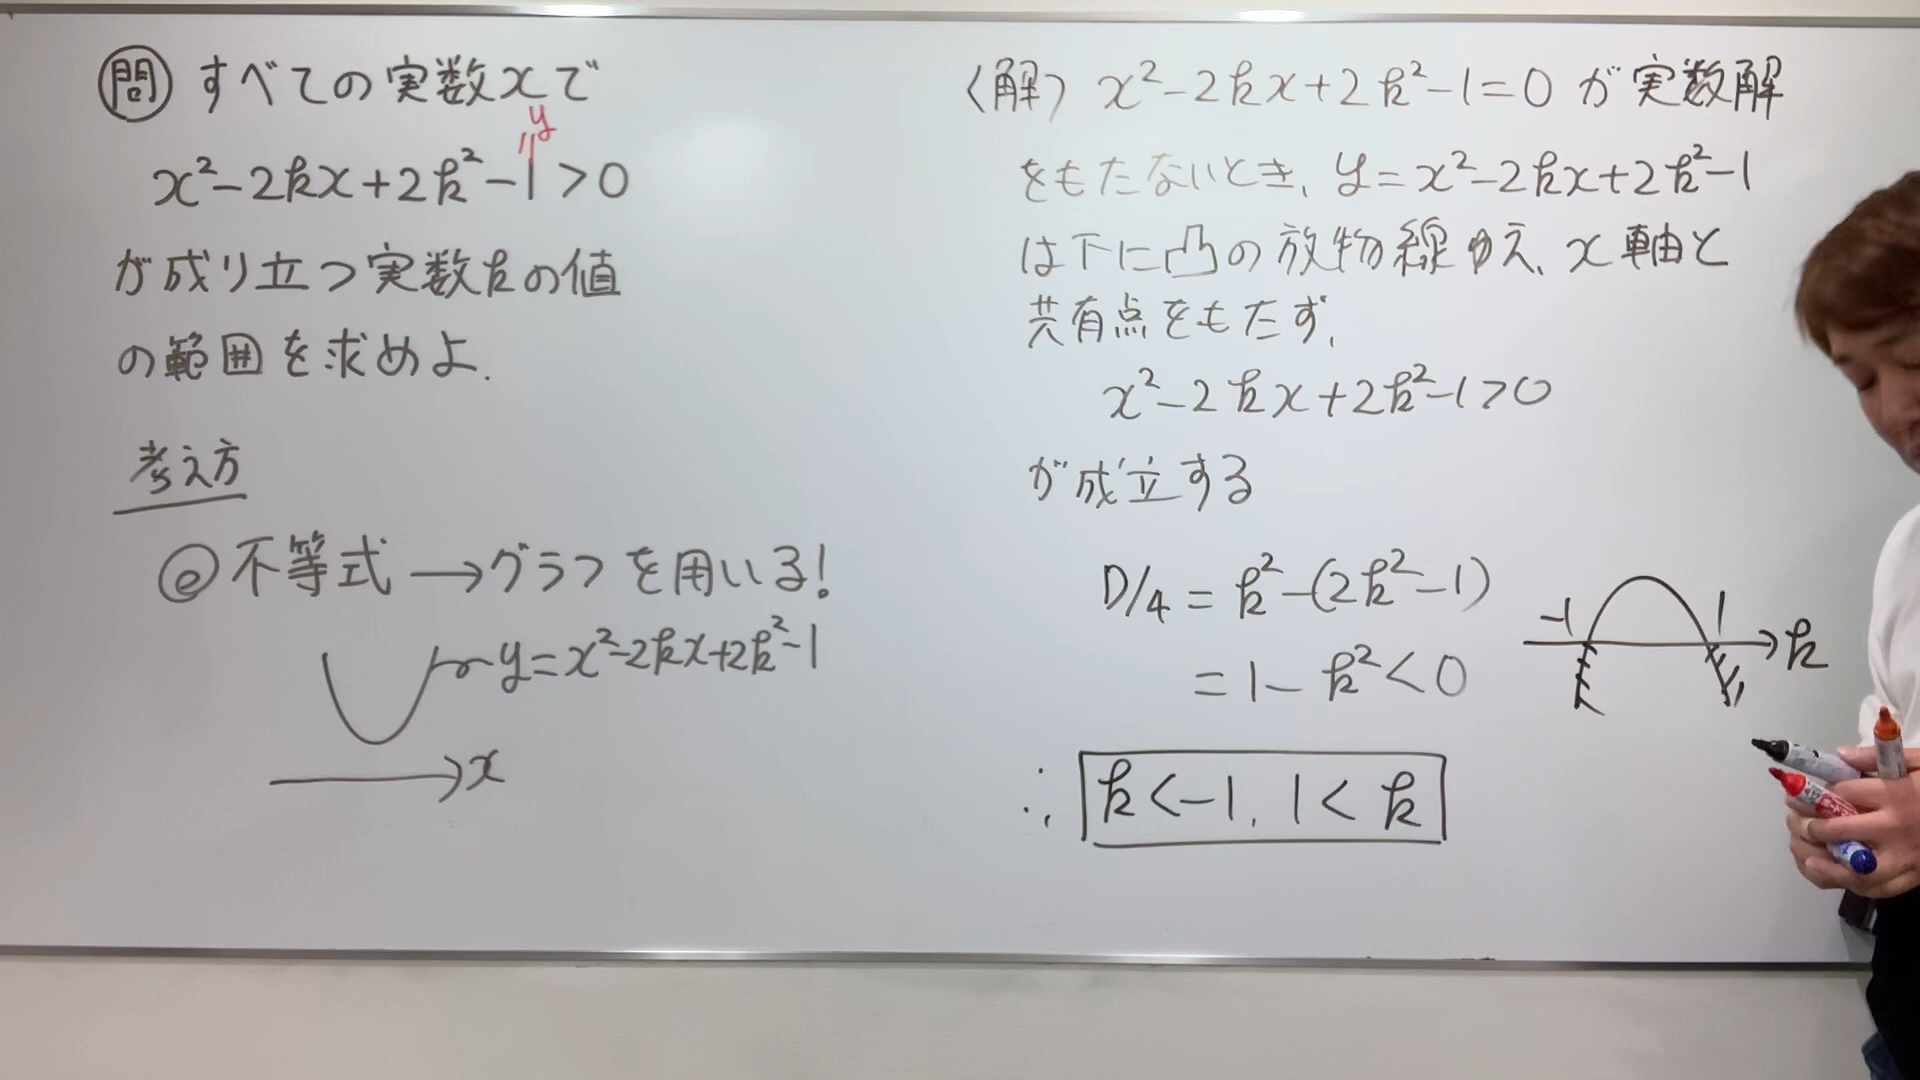 問 すべての実数xで
y
||
x²-2kx+2k²-1>0
が成り立つ実数kの値
の範囲を求めよ.
考え方
◎不等式→グラフを用いる!
y=x²-2kx+2k²-1
x
〈解〉x²-2kx+2k²-1=0が実数解
をもたないとき、y=x²-2kx+2k²-1
は下に凸の放物線ゆえ、x軸と
共有点をもたず、
x²-2kx+2k²-1>0
が成立する
D/4=k²-(2k²-1)
=1-k²<0
-1 1 k
∴ k<-1, 1<k